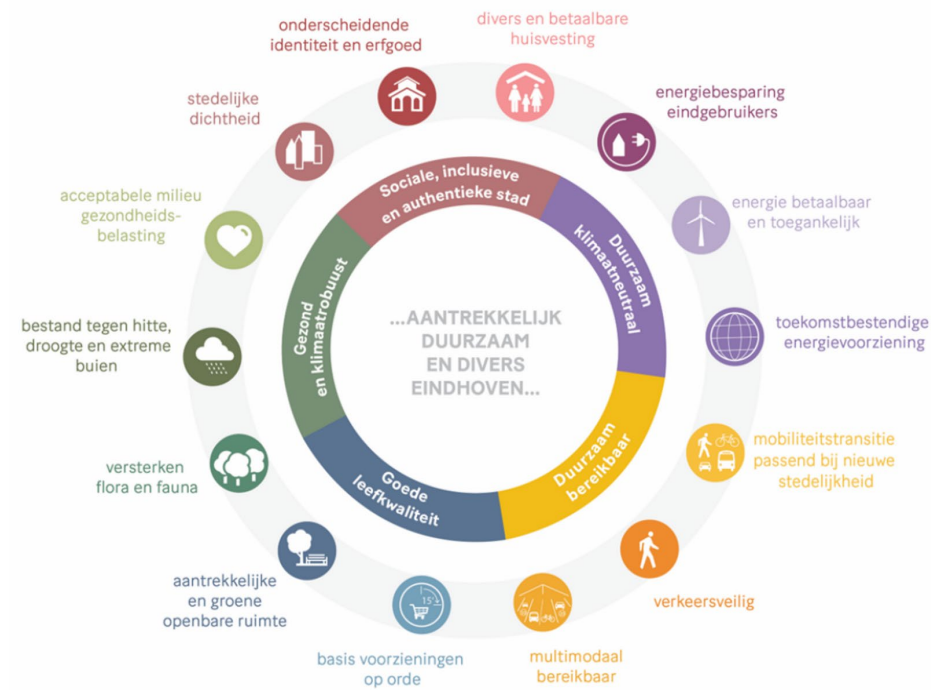 onderscheidende
identiteit en erfgoed
divers en betaalbare
huisvesting
energiebesparing
eindgebruikers
energie betaalbaar
en toegankelijk
toekomstbestendige
energievoorziening
mobiliteitstransitie
passend bij nieuwe
stedelijkheid
verkeersveilig
multimodaal
bereikbaar
basis voorzieningen
op orde
15'
aantrekkelijke
en groene
openbare ruimte
versterken
flora en fauna
bestand tegen hitte,
droogte en extreme
buien
acceptabele milieu
gezondheids-
belasting
stedelijke
dichtheid
Sociale, inclusieve
en authentieke stad
Duurzaam
klimaatneutraal
Duurzaam
bereikbaar
Goede
leefkwaliteit
Gezond
en klimaatrobuust
...AANTREKKELIJK
DUURZAAM
EN DIVERS
EINDHOVEN...